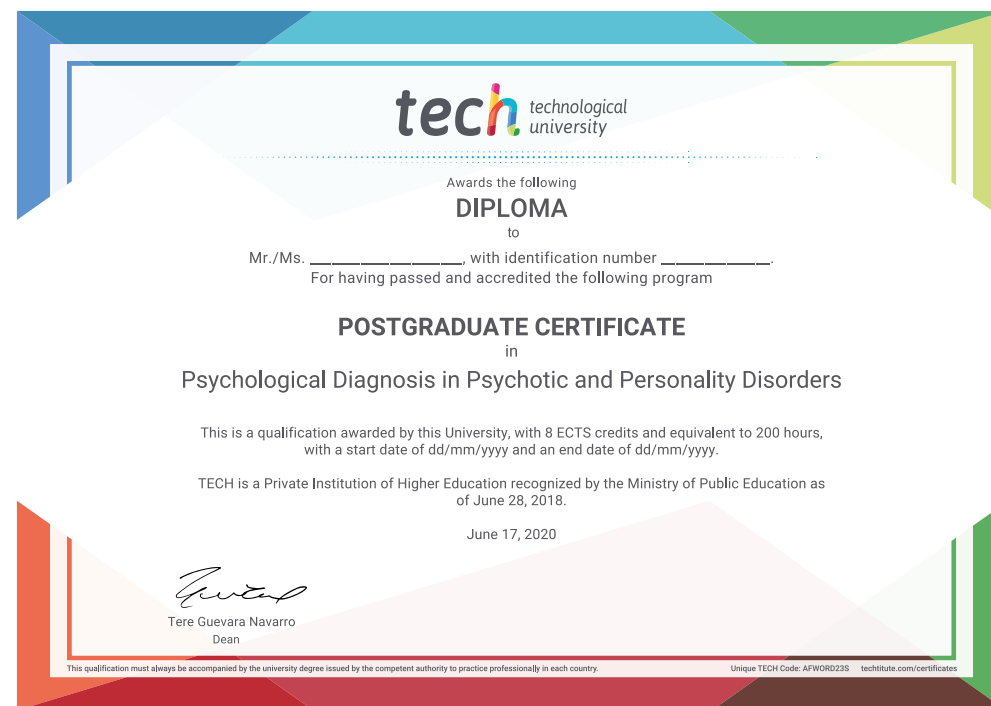 tech technological
university
Awards the following
DIPLOMA
to
Mr./Ms. ____________________, with identification number ______________.
For having passed and accredited the following program
POSTGRADUATE CERTIFICATE
in
Psychological Diagnosis in Psychotic and Personality Disorders
This is a qualification awarded by this University, with 8 ECTS credits and equivalent to 200 hours,
with a start date of dd/mm/yyyy and an end date of dd/mm/yyyy.
TECH is a Private Institution of Higher Education recognized by the Ministry of Public Education as
of June 28, 2018.
June 17, 2020
Tere Guevara Navarro
Dean
This qualification must always be accompanied by the university degree issued by the competent authority to practice professionally in each country. Unique TECH Code: AFWORD23S techtitute.com/certificates